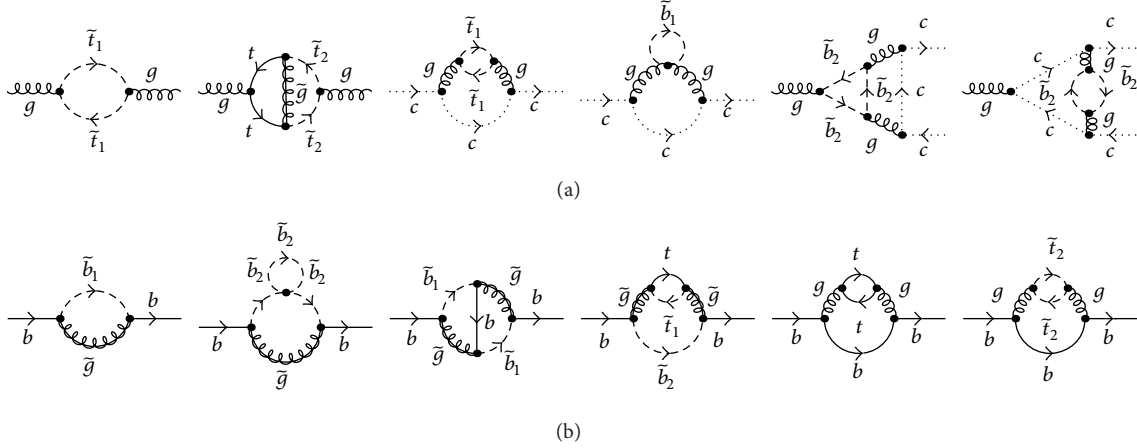 t̃₁ g g t̃₁
t t̃₂ g g̃ g t t̃₂
t̃₁ g g t̃₁ c c c
b̃₁ g g c c c
b̃₂ g c g b̃₂ c b̃₂ g c
c c g g b̃₂ b̃₂ c g c
(a)
b̃₁ b b g̃
b̃₂ b̃₂ b̃₂ b b g̃
b̃₁ g̃ b b b g̃ b̃₁
t g̃ g̃ t̃₁ b b b̃₂
t g g t b b b
t̃₂ g g t̃₂ b b b
(b)